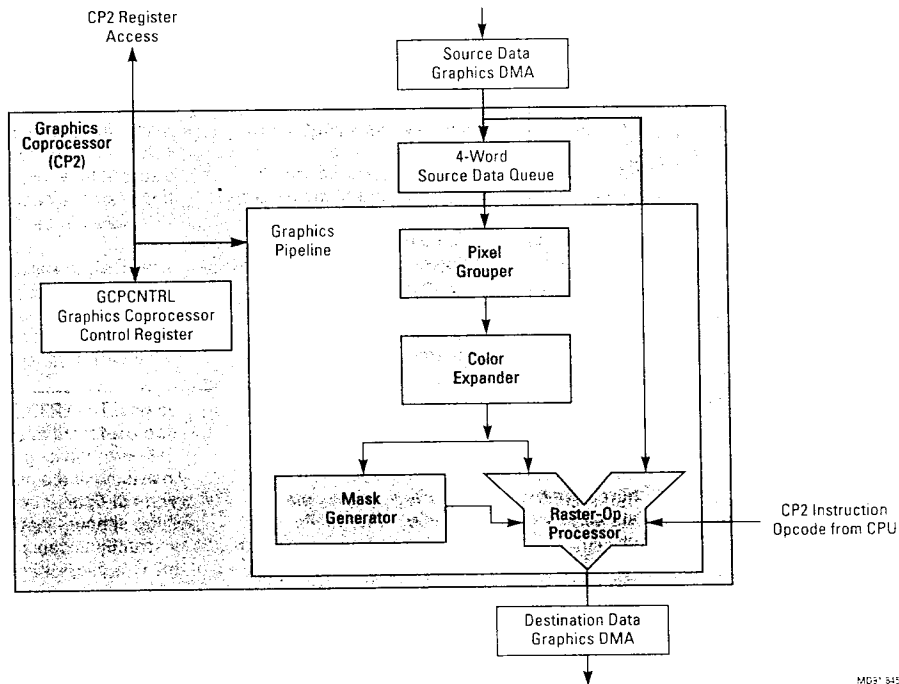 CP2 Register
Access
Source Data
Graphics DMA
Graphics
Coprocessor
(CP2)
4-Word
Source Data Queue
Graphics
Pipeline
Pixel
Grouper
GCPCNTRL
Graphics Coprocessor
Control Register
Color
Expander
Mask
Generator
Raster-Op
Processor
CP2 Instruction
Opcode from CPU
Destination Data
Graphics DMA